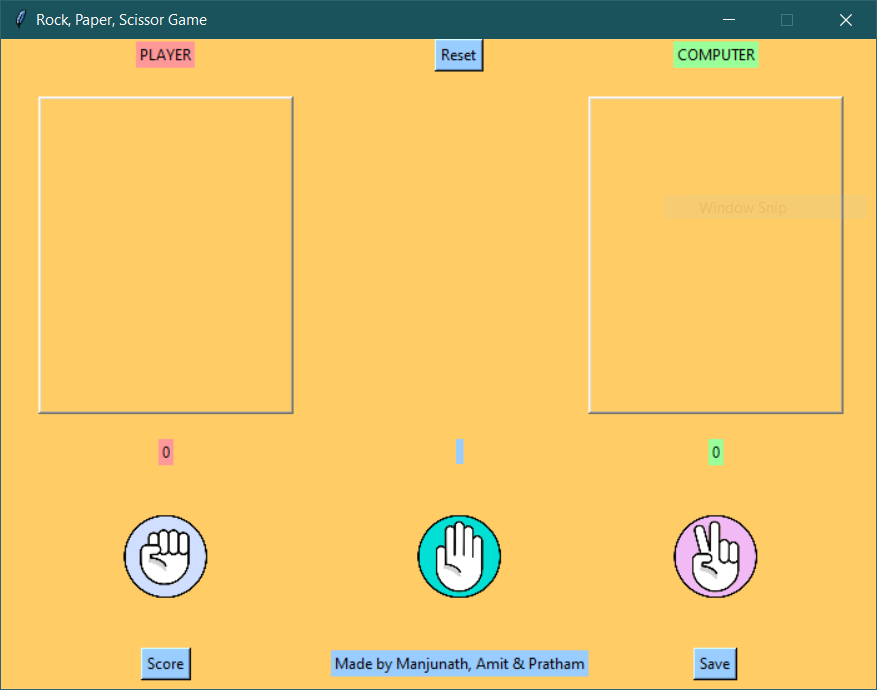 Rock, Paper, Scissor Game
PLAYER
Reset
COMPUTER
Window Snip
0
0
Score
Made by Manjunath, Amit & Pratham
Save